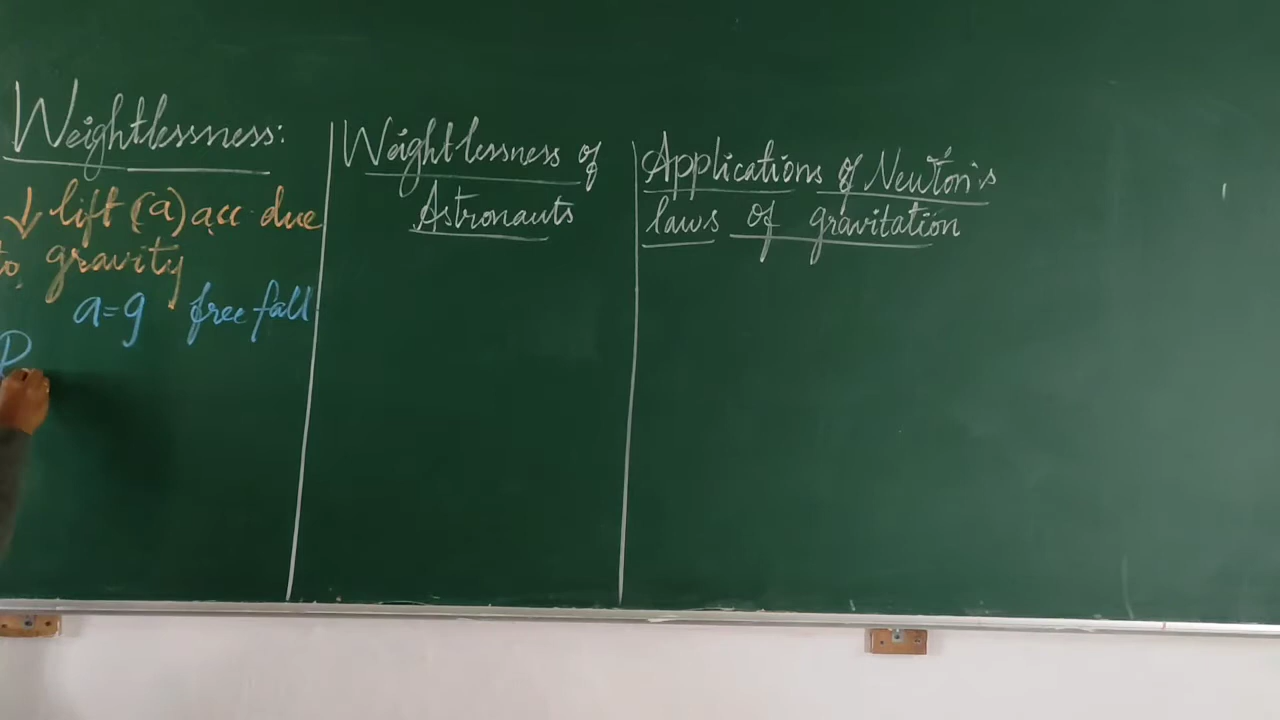 Weightlessness:
↓ lift (a) acc due
to gravity
a=g free fall
R
Weightlessness of
Astronauts
Applications of Newton's
laws of gravitation